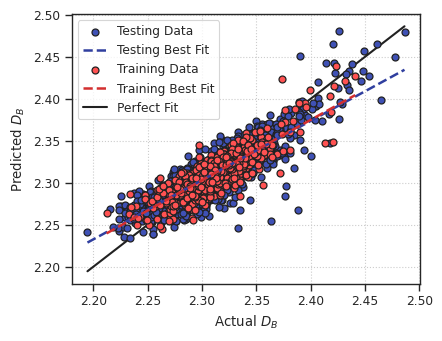 2.50
2.45
2.40
2.35
2.30
2.25
2.20
Predicted D_B
Testing Data
Testing Best Fit
Training Data
Training Best Fit
Perfect Fit
2.20 2.25 2.30 2.35 2.40 2.45 2.50
Actual D_B